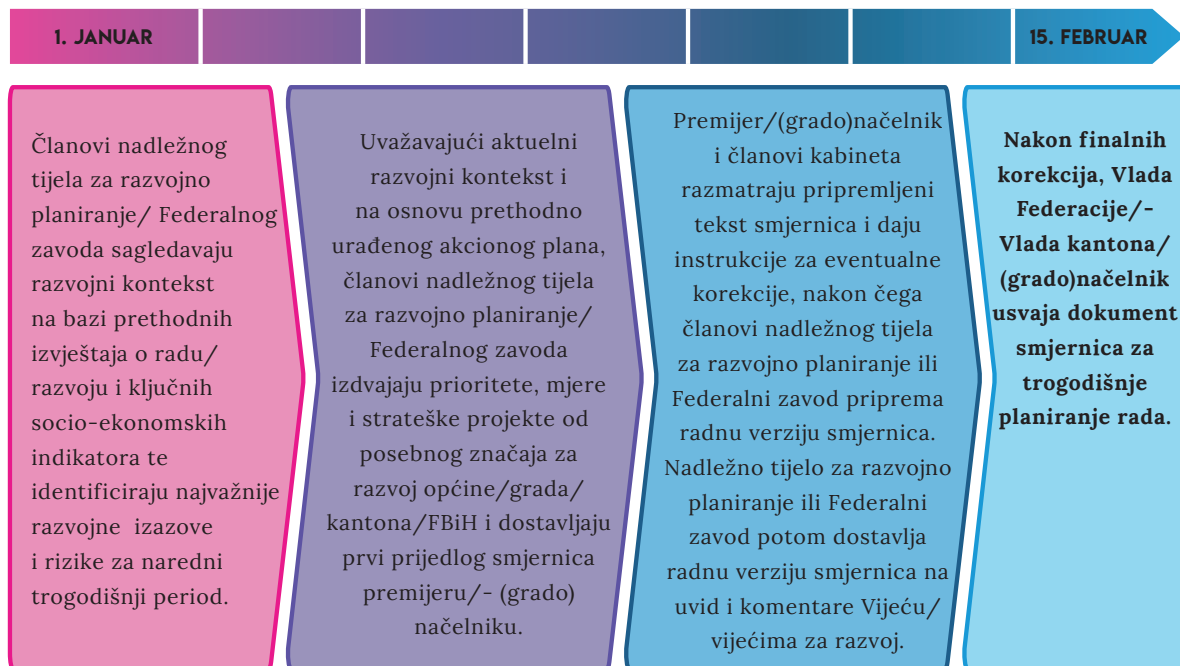 1. JANUAR
15. FEBRUAR
Članovi nadležnog
tijela za razvojno
planiranje/ Federalnog
zavoda sagledavaju
razvojni kontekst
na bazi prethodnih
izvještaja o radu/
razvoju i ključnih
socio-ekonomskih
indikatora te
identificiraju najvažnije
razvojne izazove
i rizike za naredni
trogodišnji period.
Uvažavajući aktuelni
razvojni kontekst i
na osnovu prethodno
urađenog akcionog plana,
članovi nadležnog tijela
za razvojno planiranje/
Federalnog zavoda
izdvajaju prioritete, mjere
i strateške projekte od
posebnog značaja za
razvoj općine/grada/
kantona/FBiH i dostavljaju
prvi prijedlog smjernica
premijeru/- (grado)
načelniku.
Premijer/(grado)načelnik
i članovi kabineta
razmatraju pripremljeni
tekst smjernica i daju
instrukcije za eventualne
korekcije, nakon čega
članovi nadležnog tijela
za razvojno planiranje ili
Federalni zavod priprema
radnu verziju smjernica.
Nadležno tijelo za razvojno
planiranje ili Federalni
zavod potom dostavlja
radnu verziju smjernica na
uvid i komentare Vijeću/
vijećima za razvoj.
Nakon finalnih
korekcija, Vlada
Federacije/-
Vlada kantona/
(grado)načelnik
usvaja dokument
smjernica za
trogodišnje
planiranje rada.